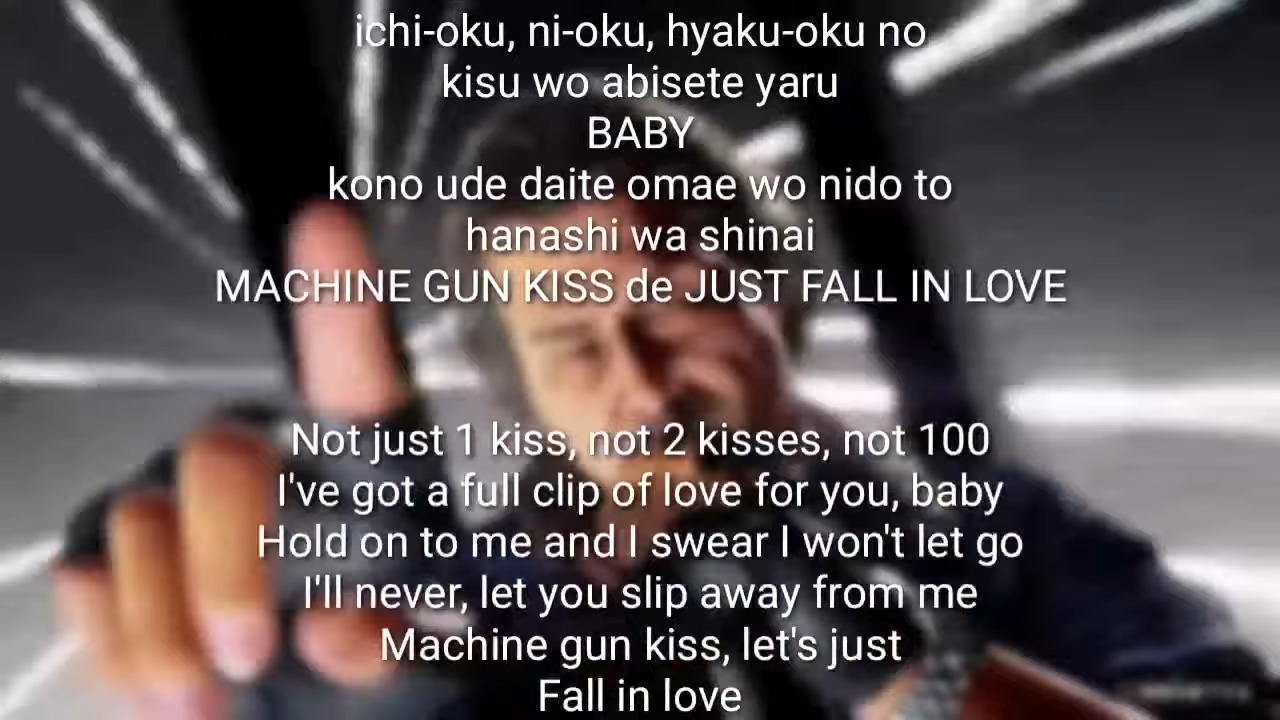 ichi-oku, ni-oku, hyaku-oku no
kisu wo abisete yaru
BABY
kono ude daite omae wo nido to
hanashi wa shinai
MACHINE GUN KISS de JUST FALL IN LOVE
Not just 1 kiss, not 2 kisses, not 100
I've got a full clip of love for you, baby
Hold on to me and I swear I won't let go
I'll never, let you slip away from me
Machine gun kiss, let's just
Fall in love